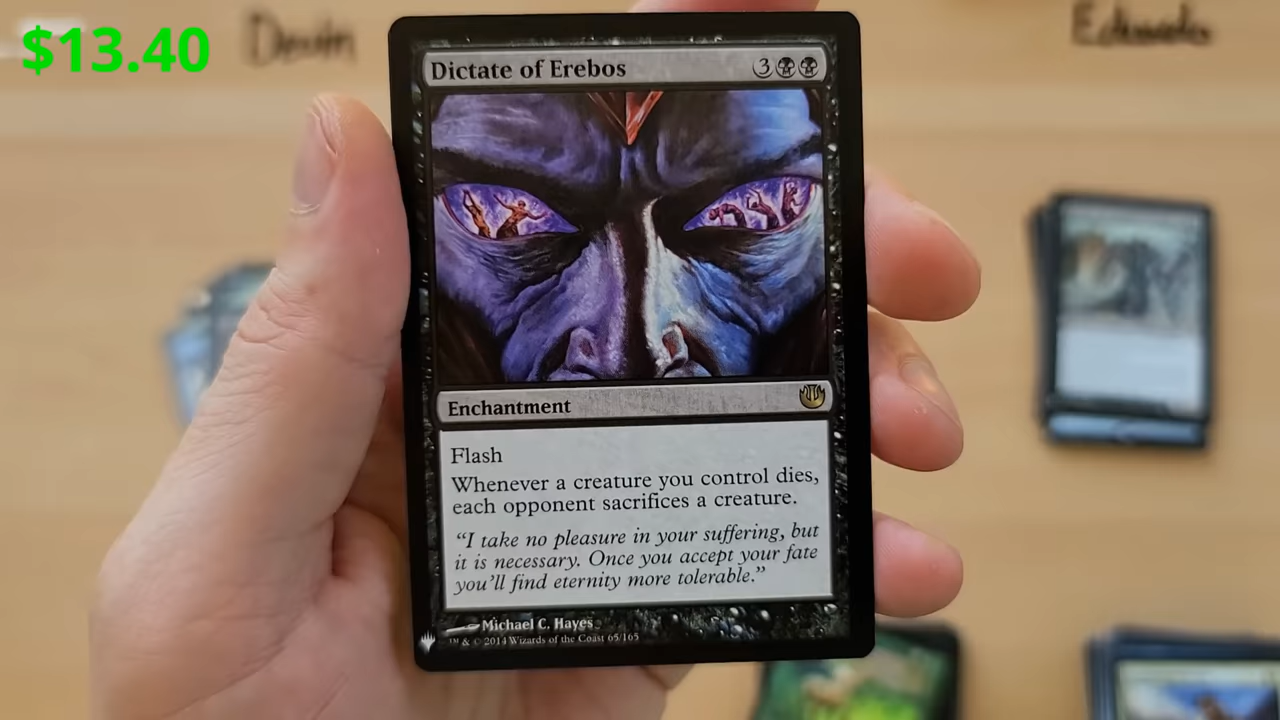 $13.40
Devin
Eduardo
Dictate of Erebos
3
Enchantment
Flash
Whenever a creature you control dies,
each opponent sacrifices a creature.
“I take no pleasure in your suffering, but
it is necessary. Once you accept your fate
you’ll find eternity more tolerable.”
Michael C. Hayes
™ & © 2014 Wizards of the Coast 65/165